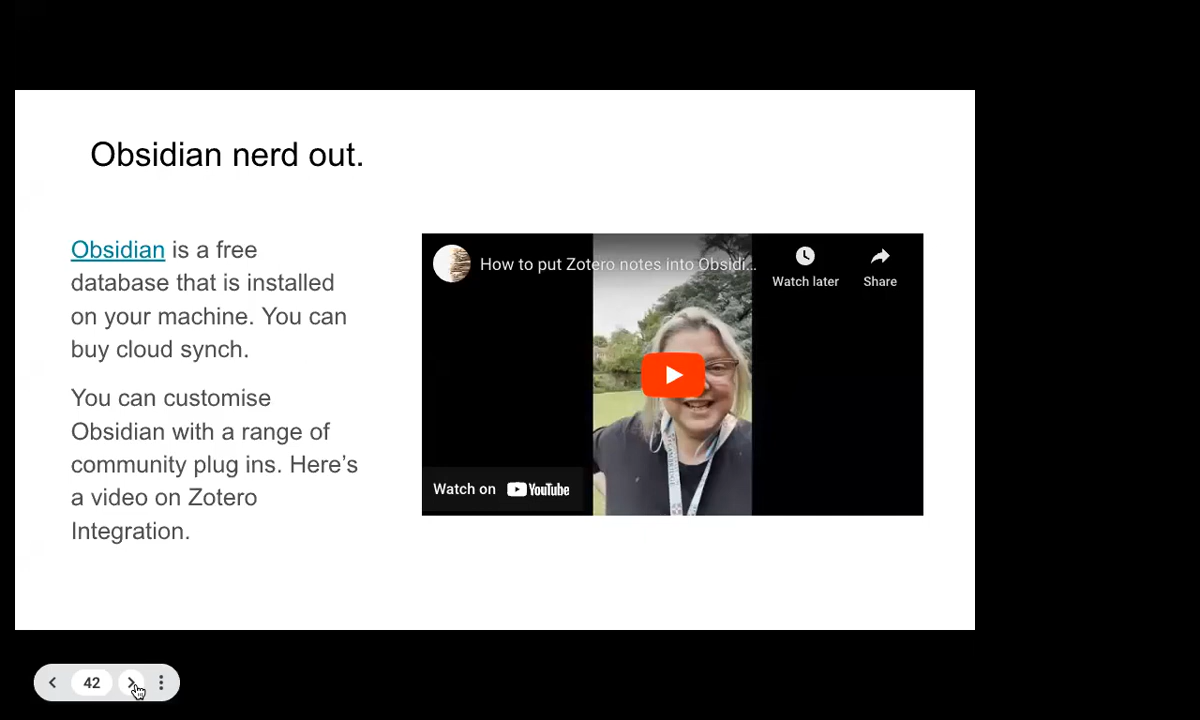 Obsidian nerd out.
Obsidian is a free
database that is installed
on your machine. You can
buy cloud synch.
You can customise
Obsidian with a range of
community plug ins. Here's
a video on Zotero
Integration.
How to put Zotero notes into Obsidi...
Watch later
Share
Watch on YouTube
42